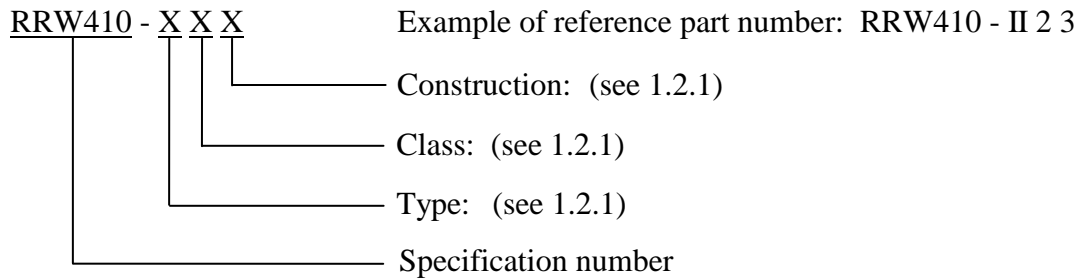 RRW410 - X X X Example of reference part number: RRW410 - II 2 3
Construction: (see 1.2.1)
Class: (see 1.2.1)
Type: (see 1.2.1)
Specification number